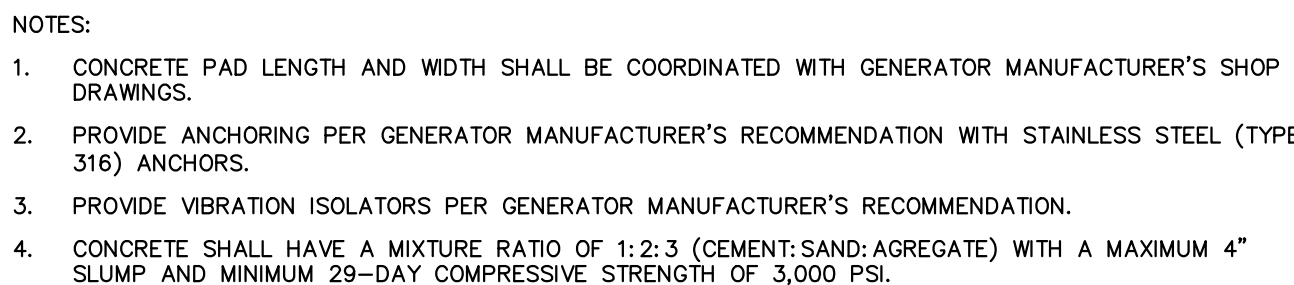 NOTES:
1. CONCRETE PAD LENGTH AND WIDTH SHALL BE COORDINATED WITH GENERATOR MANUFACTURER'S SHOP
DRAWINGS.
2. PROVIDE ANCHORING PER GENERATOR MANUFACTURER'S RECOMMENDATION WITH STAINLESS STEEL (TYPE
316) ANCHORS.
3. PROVIDE VIBRATION ISOLATORS PER GENERATOR MANUFACTURER'S RECOMMENDATION.
4. CONCRETE SHALL HAVE A MIXTURE RATIO OF 1:2:3 (CEMENT:SAND:AGREGATE) WITH A MAXIMUM 4"
SLUMP AND MINIMUM 29-DAY COMPRESSIVE STRENGTH OF 3,000 PSI.